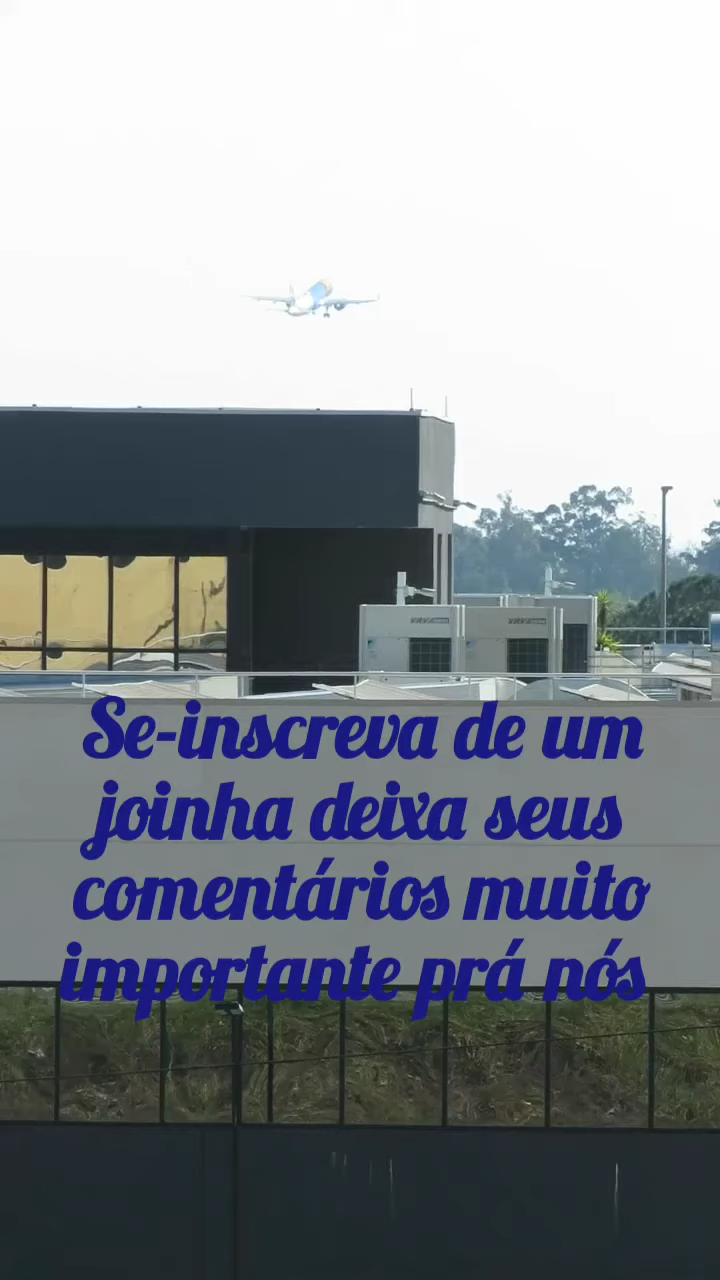 Se-inscreva de um
joinha deixa seus
comentários muito
importante prá nós